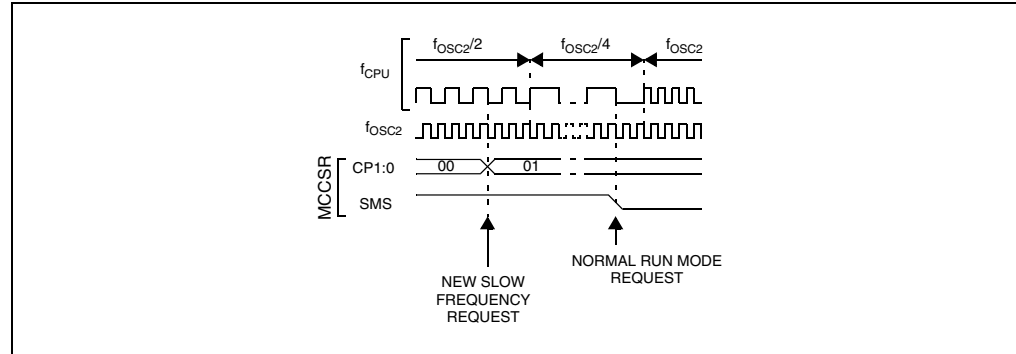 fOSC2/2 fOSC2/4 fOSC2
fCPU
fOSC2
MCCSR
CP1:0 00 01
SMS
NEW SLOW
FREQUENCY
REQUEST
NORMAL RUN MODE
REQUEST